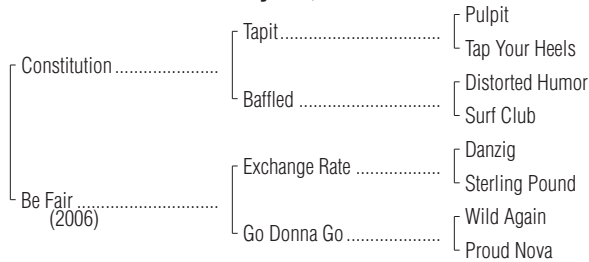 Pulpit
Tapit
Tap Your Heels
Constitution
Distorted Humor
Baffled
Surf Club
Danzig
Exchange Rate
Sterling Pound
Be Fair
(2006)
Wild Again
Go Donna Go
Proud Nova